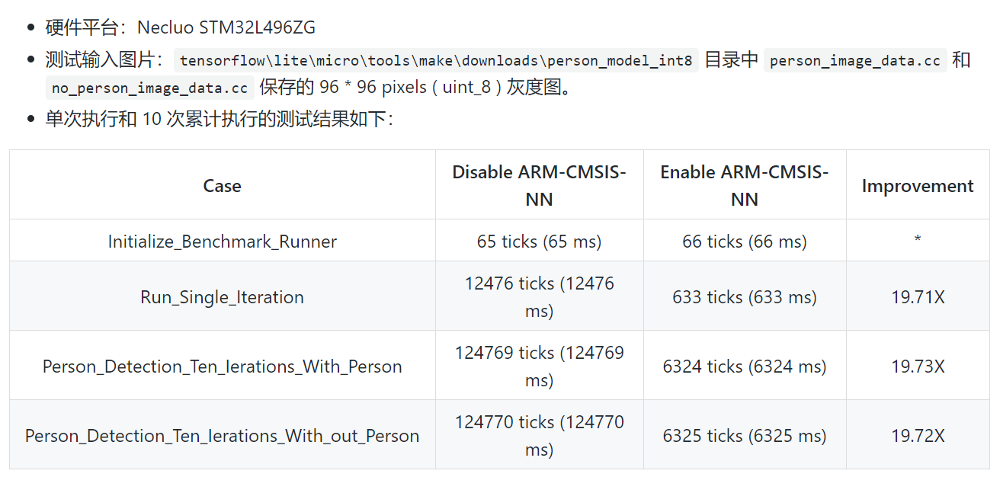 硬件平台：Necluo STM32L496ZG
测试输入图片： tensorflow\lite\micro\tools\make\downloads\person_model_int8 目录中 person_image_data.cc 和
no_person_image_data.cc 保存的 96 * 96 pixels ( uint_8 ) 灰度图。
单次执行和 10 次累计执行的测试结果如下：
Case
Disable ARM-CMSIS-
NN
Enable ARM-CMSIS-
NN
Improvement
Initialize_Benchmark_Runner
65 ticks (65 ms)
66 ticks (66 ms)
*
Run_Single_Iteration
12476 ticks (12476
ms)
633 ticks (633 ms)
19.71X
Person_Detection_Ten_Ierations_With_Person
124769 ticks (124769
ms)
6324 ticks (6324 ms)
19.73X
Person_Detection_Ten_Ierations_With_out_Person
124770 ticks (124770
ms)
6325 ticks (6325 ms)
19.72X